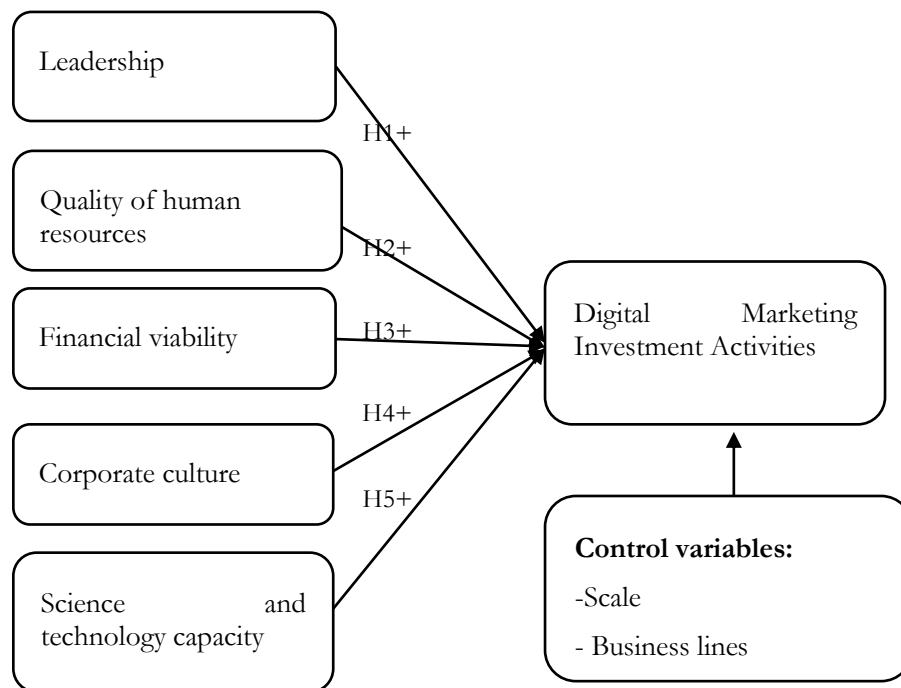 Leadership
H1+
Quality of human
resources
H2+
Financial viability
H3+
Digital Marketing
Investment Activities
Corporate culture
H4+
H5+
Science and
technology capacity
Control variables:
-Scale
- Business lines